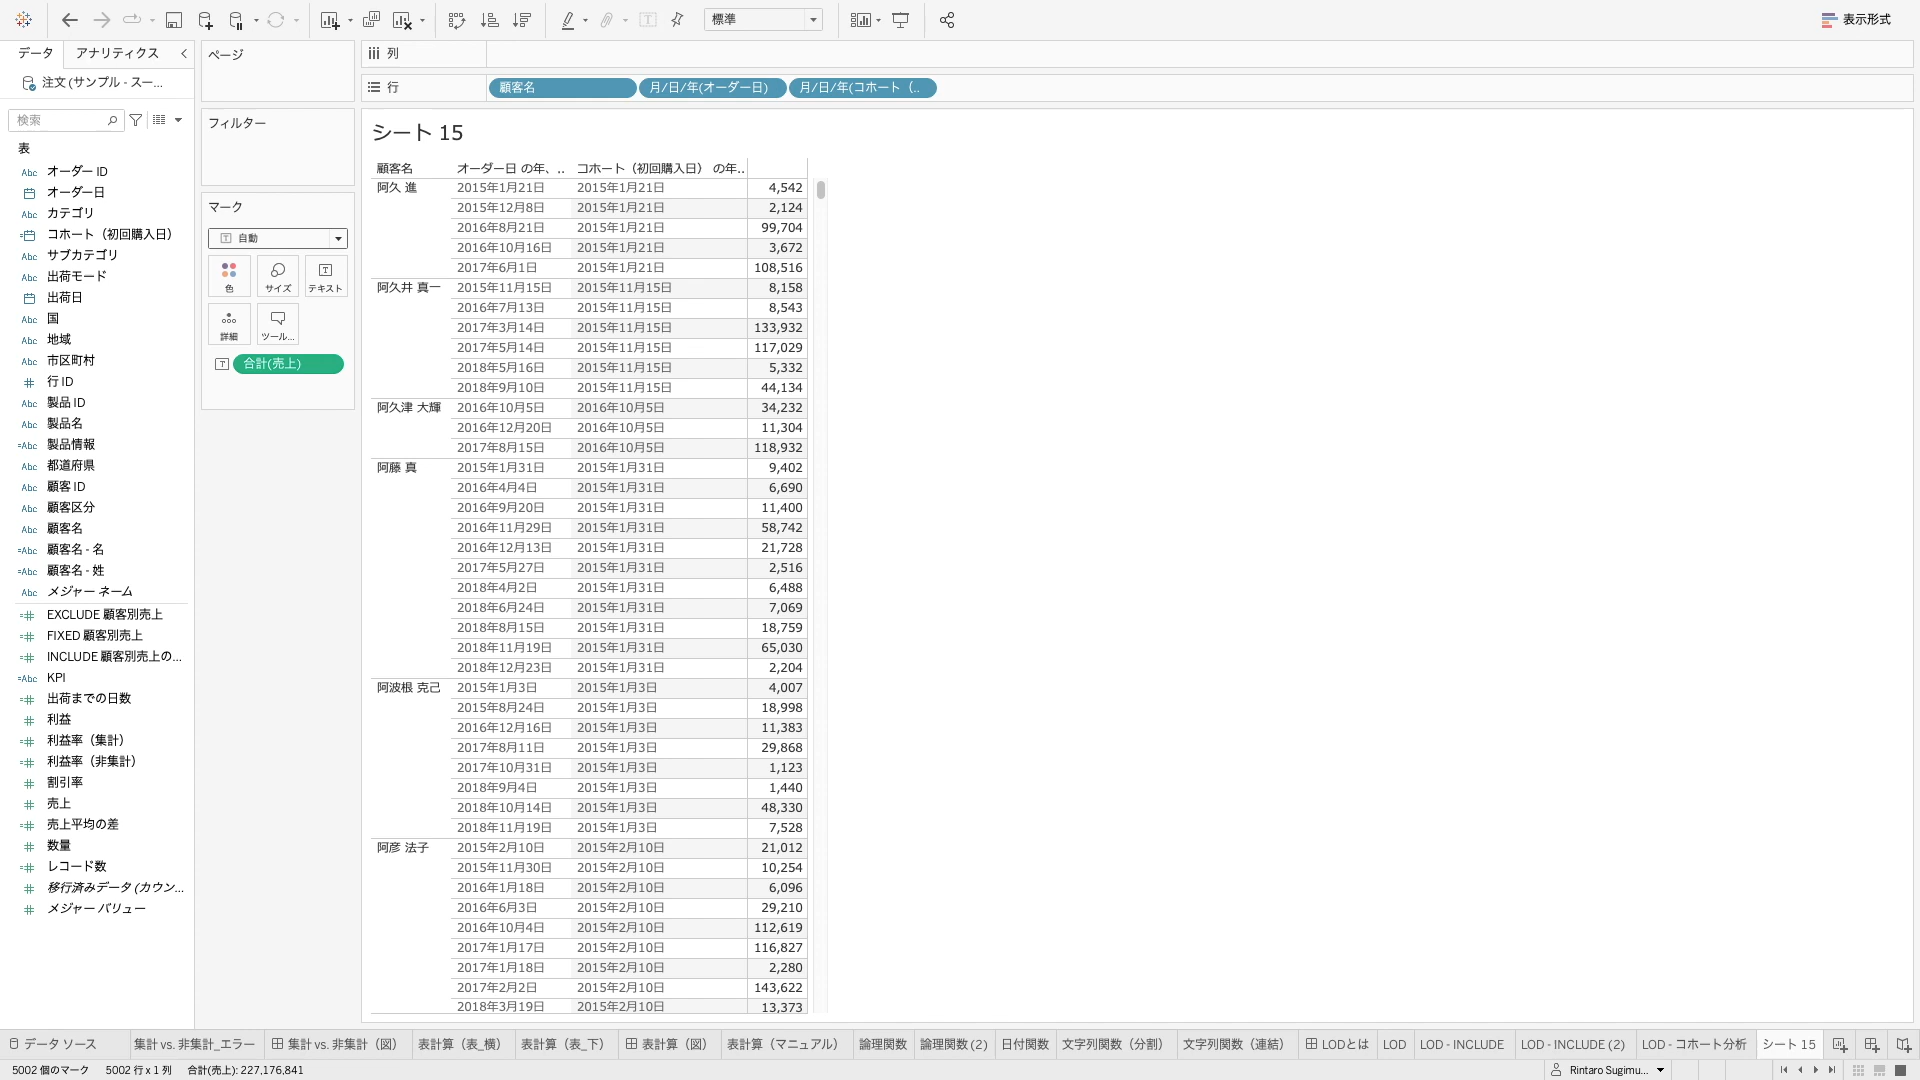 標準
表示形式
データ
アナリティクス
注文 (サンプル - スー...
検索
表
Abc オーダー ID
オーダー日
Abc カテゴリ
コホート（初回購入日）
Abc サブカテゴリ
Abc 出荷モード
出荷日
Abc 国
Abc 地域
Abc 市区町村
# 行 ID
Abc 製品 ID
Abc 製品名
=Abc 製品情報
Abc 都道府県
Abc 顧客 ID
Abc 顧客区分
Abc 顧客名
=Abc 顧客名 - 名
=Abc 顧客名 - 姓
Abc メジャー ネーム
=# EXCLUDE 顧客別売上
=# FIXED 顧客別売上
=# INCLUDE 顧客別売上の...
=Abc KPI
=# 出荷までの日数
# 利益
=# 利益率（集計）
=# 利益率（非集計）
# 割引率
# 売上
=# 売上平均の差
# 数量
=# レコード数
# 移行済みデータ (カウン...
# メジャー バリュー
ページ
フィルター
マーク
自動
色 サイズ テキスト
詳細 ツール...
合計(売上)
列
行 顧客名 月/日/年(オーダー日) 月/日/年(コホート（..
シート 15
顧客名 オーダー日 の年、.. コホート（初回購入日） の年..
阿久 進 2015年1月21日 2015年1月21日 4,542
2015年12月8日 2015年1月21日 2,124
2016年8月21日 2015年1月21日 99,704
2016年10月16日 2015年1月21日 3,672
2017年6月1日 2015年1月21日 108,516
阿久井 真一 2015年11月15日 2015年11月15日 8,158
2016年7月13日 2015年11月15日 8,543
2017年3月14日 2015年11月15日 133,932
2017年5月14日 2015年11月15日 117,029
2018年5月16日 2015年11月15日 5,332
2018年9月10日 2015年11月15日 44,134
阿久津 大輝 2016年10月5日 2016年10月5日 34,232
2016年12月20日 2016年10月5日 11,304
2017年8月15日 2016年10月5日 118,932
阿藤 真 2015年1月31日 2015年1月31日 9,402
2016年4月4日 2015年1月31日 6,690
2016年9月20日 2015年1月31日 11,400
2016年11月29日 2015年1月31日 58,742
2016年12月13日 2015年1月31日 21,728
2017年5月27日 2015年1月31日 2,516
2018年4月2日 2015年1月31日 6,488
2018年6月24日 2015年1月31日 7,069
2018年8月15日 2015年1月31日 18,759
2018年11月19日 2015年1月31日 65,030
2018年12月23日 2015年1月31日 2,204
阿波根 克己 2015年1月3日 2015年1月3日 4,007
2015年8月24日 2015年1月3日 18,998
2016年12月16日 2015年1月3日 11,383
2017年8月11日 2015年1月3日 29,868
2017年10月31日 2015年1月3日 1,123
2018年9月4日 2015年1月3日 1,440
2018年10月14日 2015年1月3日 48,330
2018年11月19日 2015年1月3日 7,528
阿彦 法子 2015年2月10日 2015年2月10日 21,012
2015年11月30日 2015年2月10日 10,254
2016年1月18日 2015年2月10日 6,096
2016年6月3日 2015年2月10日 29,210
2016年10月4日 2015年2月10日 112,619
2017年1月17日 2015年2月10日 116,827
2017年1月18日 2015年2月10日 2,280
2017年2月2日 2015年2月10日 143,622
2018年3月19日 2015年2月10日 13,373
データ ソース 集計 vs. 非集計_エラー 集計 vs. 非集計（図） 表計算（表_横） 表計算（表_下） 表計算（図） 表計算（マニュアル） 論理関数 論理関数 (2) 日付関数 文字列関数（分割） 文字列関数（連結） LODとは LOD LOD - INCLUDE LOD - INCLUDE (2) LOD - コホート分析 シート 15
5002 個のマーク 5002 行 x 1 列 合計(売上): 227,176,841 Rintaro Sugimu...